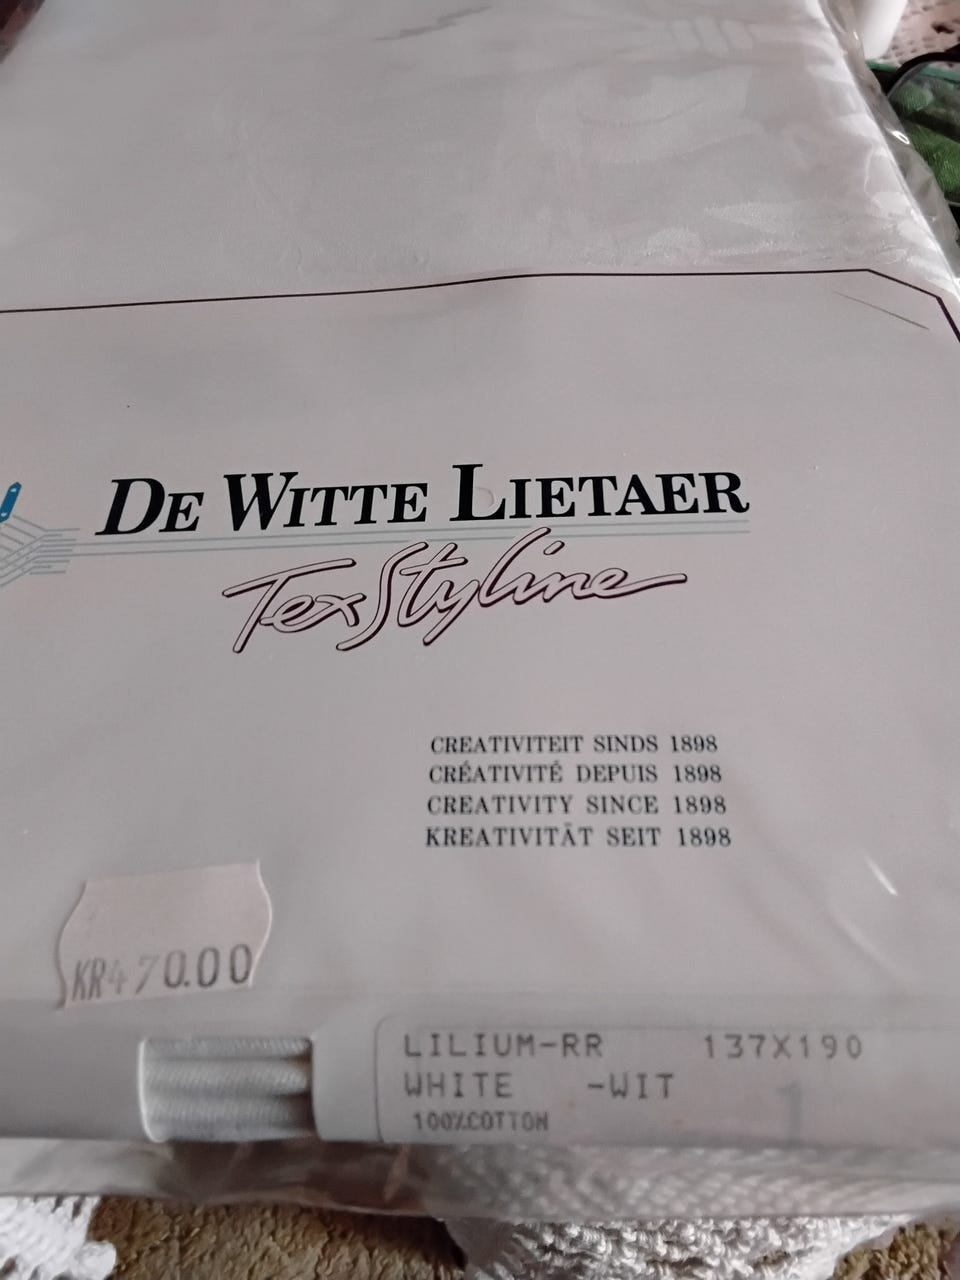 DE WITTE LIETAER
TexStyline
CREATIVITEIT SINDS 1898
CRÉATIVITÉ DEPUIS 1898
CREATIVITY SINCE 1898
KREATIVITÄT SEIT 1898
KR470.00
LILIUM-RR 137X190
WHITE -WIT 1
100%COTTON